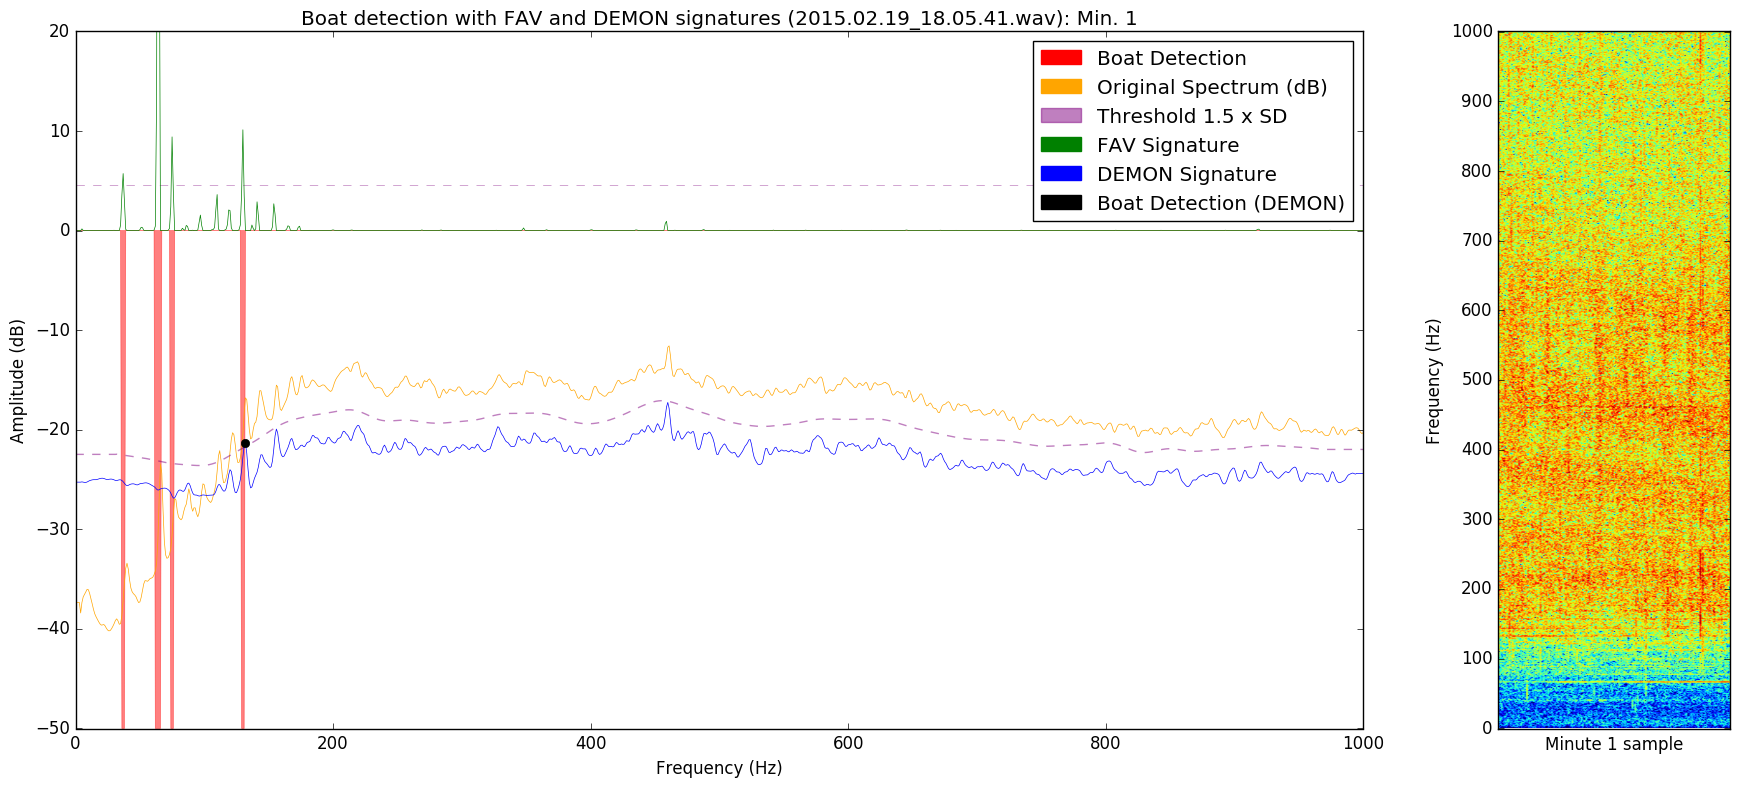 Boat detection with FAV and DEMON signatures (2015.02.19_18.05.41.wav): Min. 1
Boat Detection
Original Spectrum (dB)
Threshold 1.5 x SD
FAV Signature
DEMON Signature
Boat Detection (DEMON)
Amplitude (dB)
20
10
0
−10
−20
−30
−40
−50
0
200
400
600
800
1000
Frequency (Hz)
Frequency (Hz)
1000
900
800
700
600
500
400
300
200
100
0
Minute 1 sample